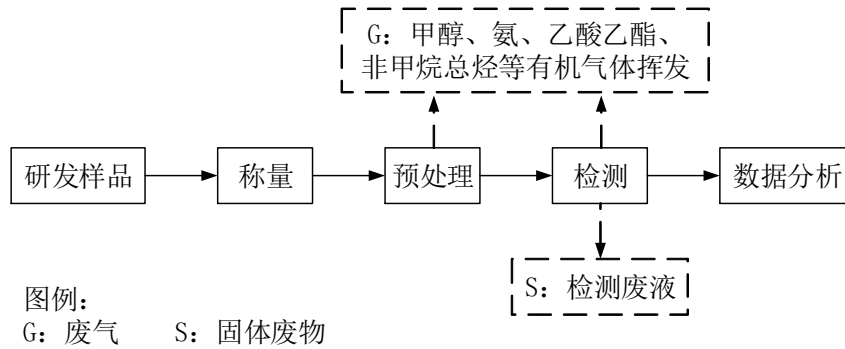 G：甲醇、氨、乙酸乙酯、
非甲烷总烃等有机气体挥发
研发样品
称量
预处理
检测
数据分析
S：检测废液
图例：
G：废气 S：固体废物